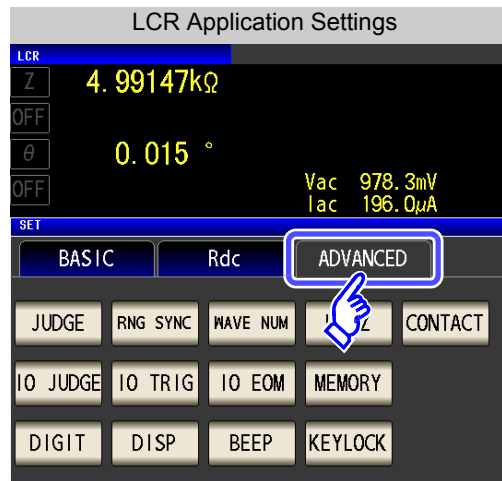 LCR Application Settings
LCR
Z 4.99147kΩ
OFF
θ 0.015 °
OFF
Vac 978.3mV
Iac 196.0μA
SET
BASIC Rdc ADVANCED
JUDGE RNG SYNC WAVE NUM CONTACT
IO JUDGE IO TRIG IO EOM MEMORY
DIGIT DISP BEEP KEYLOCK